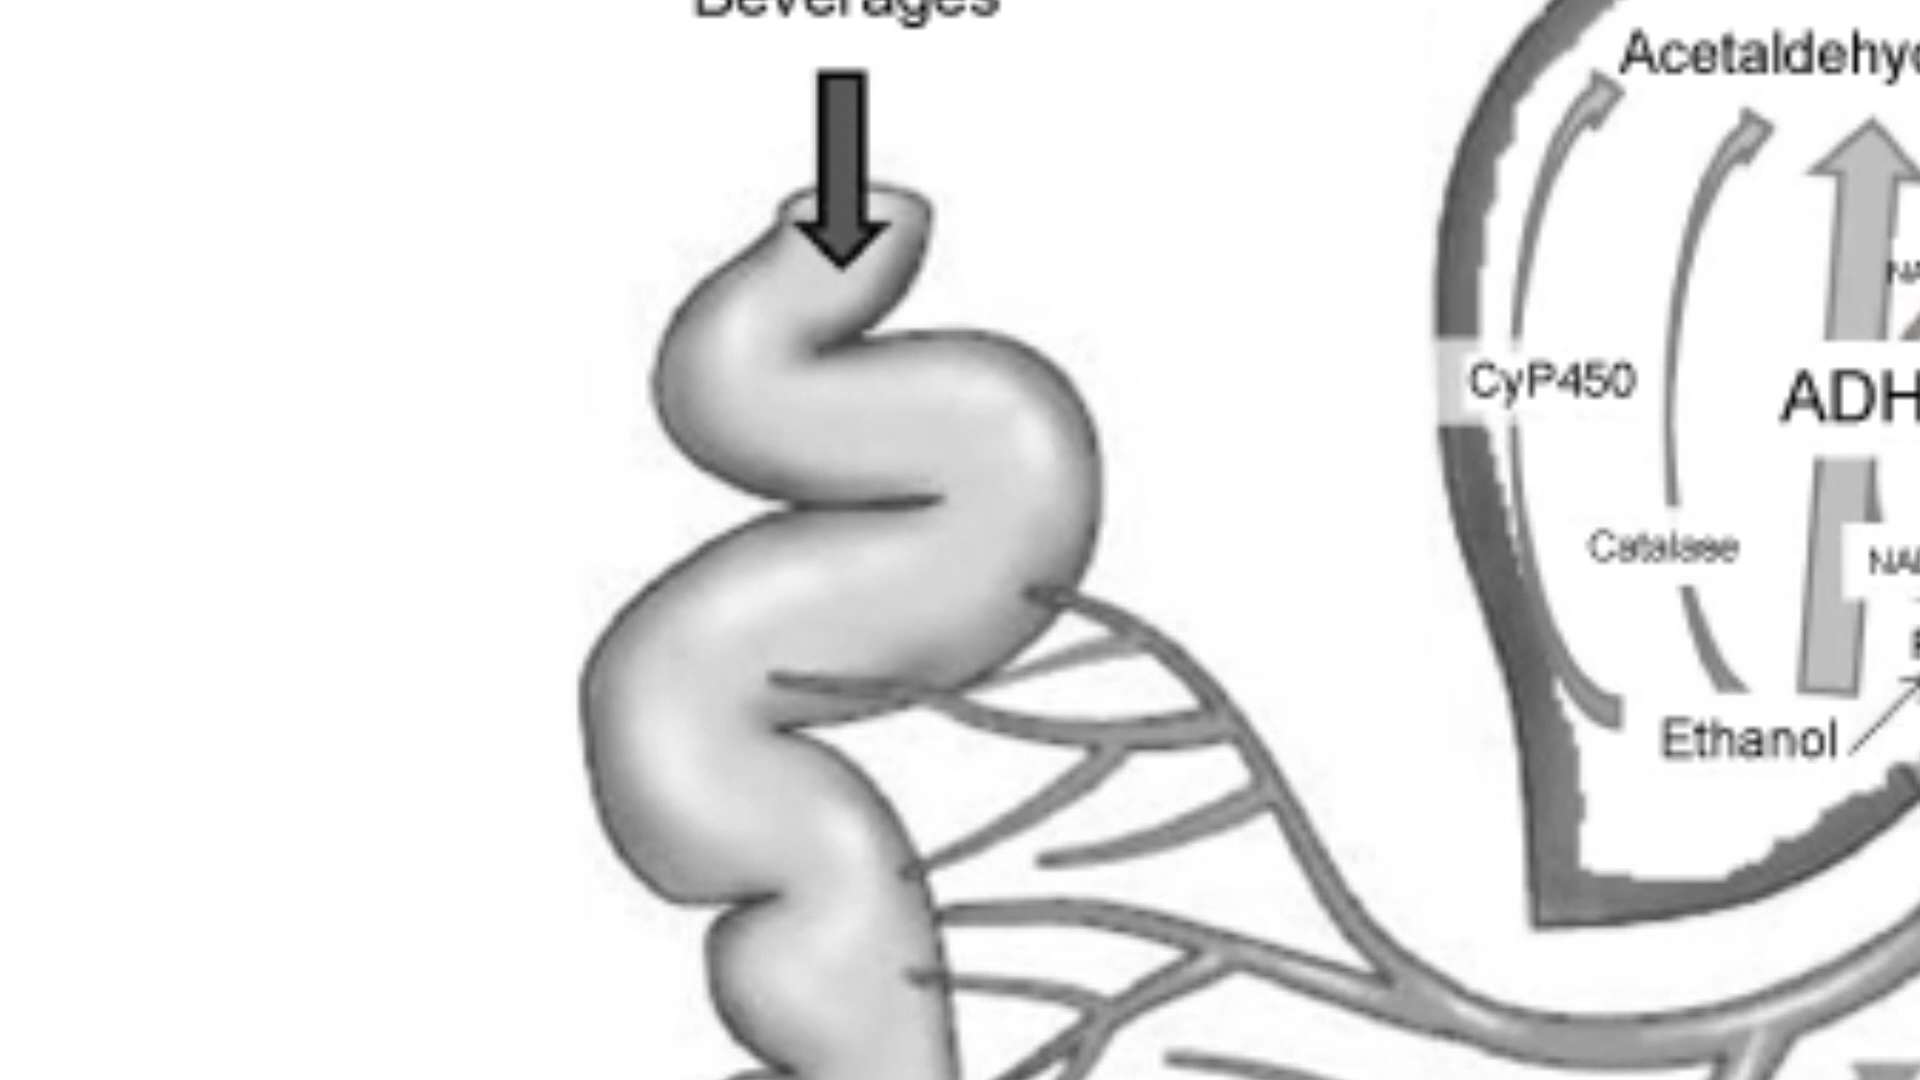 Beverages
Acetaldehy
CyP450
ADH
Catalase
Ethanol